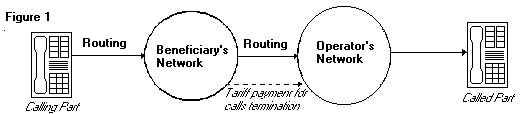 Figure 1
Routing
Beneficiary's
Network
Routing
Operator's
Network
Tariff payment for
calls termination
Calling Part
Called Part